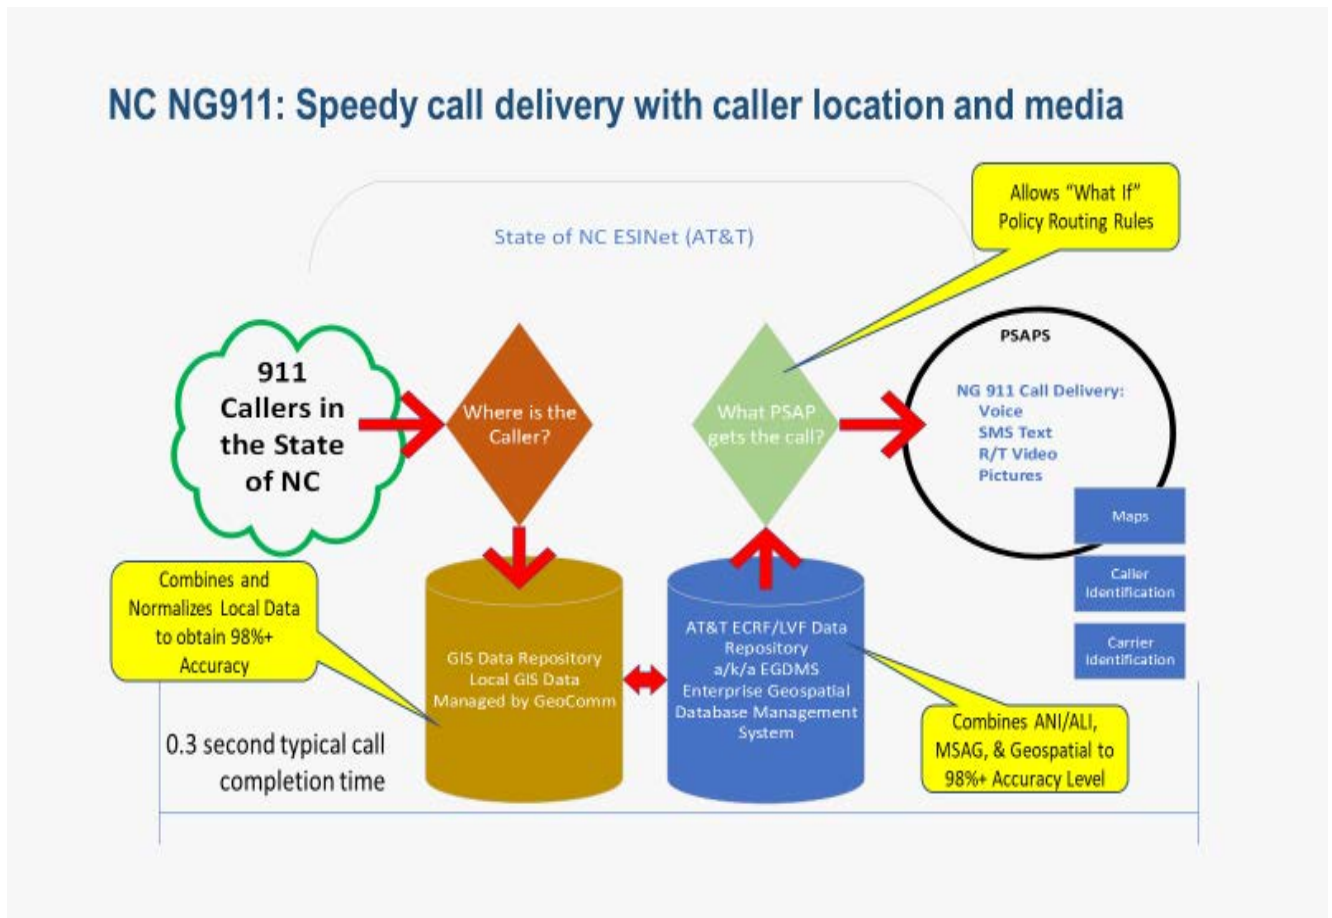 NC NG911: Speedy call delivery with caller location and media
Allows “What If”
Policy Routing Rules
State of NC ESINet (AT&T)
911
Callers in
the State
of NC
Where is the
Caller?
What PSAP
gets the call?
PSAPS
NG 911 Call Delivery:
Voice
SMS Text
R/T Video
Pictures
Maps
Caller
Identification
Carrier
Identification
Combines and
Normalizes Local Data
to obtain 98%+
Accuracy
GIS Data Repository
Local GIS Data
Managed by GeoComm
AT&T ECRF/LVF Data
Repository
a/k/a EGDMS
Enterprise Geospatial
Database Management
System
Combines ANI/ALI,
MSAG, & Geospatial to
98%+ Accuracy Level
0.3 second typical call
completion time